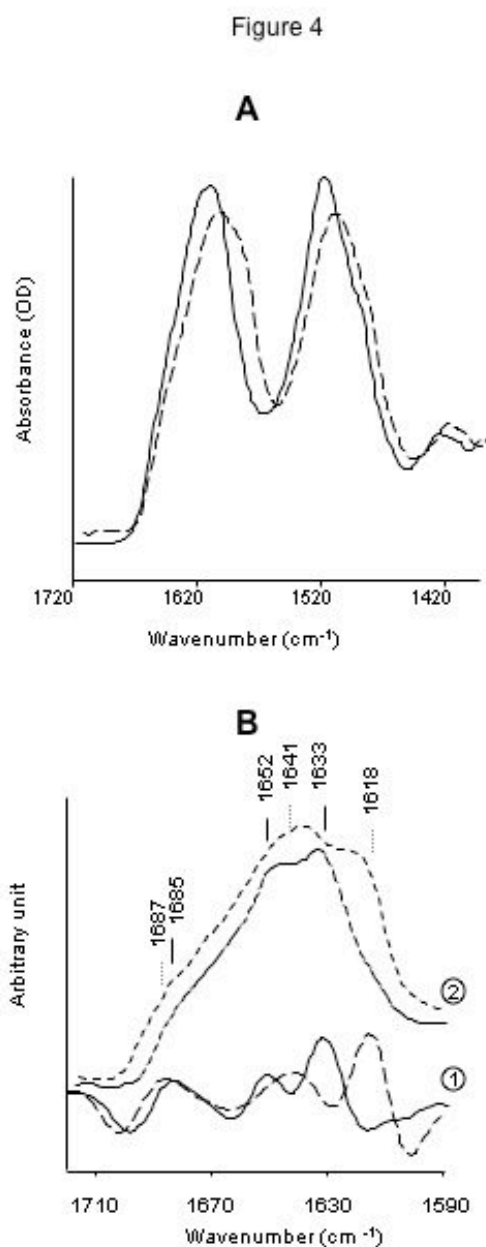 Figure 4
A
Absorbance (OD)
1720 1620 1520 1420
Wavenumber (cm⁻¹)
B
1687
1685
1652
1641
1633
1618
Arbitrary unit
②
①
1710 1670 1630 1590
Wavenumber (cm⁻¹)